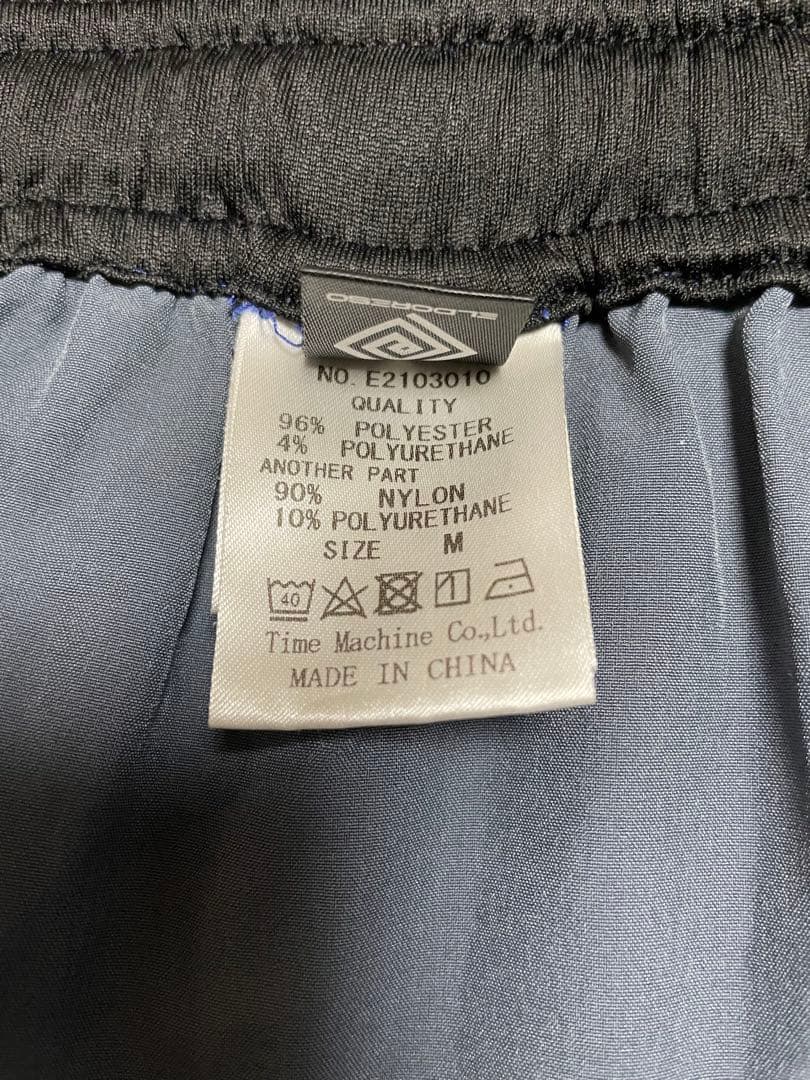 ELDORESO
NO. E2103010
QUALITY
96% POLYESTER
4% POLYURETHANE
ANOTHER PART
90% NYLON
10% POLYURETHANE
SIZE M
40
Time Machine Co.,Ltd.
MADE IN CHINA